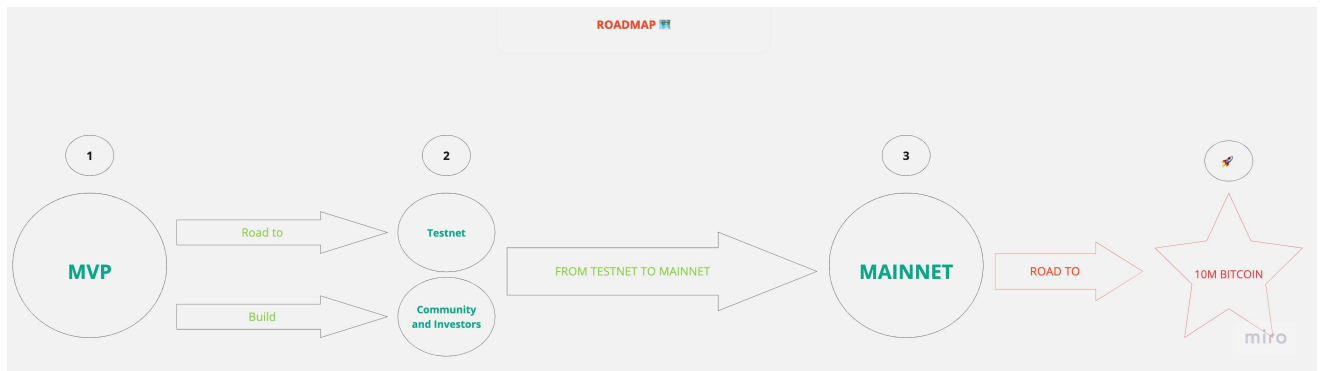 ROADMAP
1
2
3
🚀
MVP
Road to
Build
Testnet
Community
and Investors
FROM TESTNET TO MAINNET
MAINNET
ROAD TO
10M BITCOIN
miro